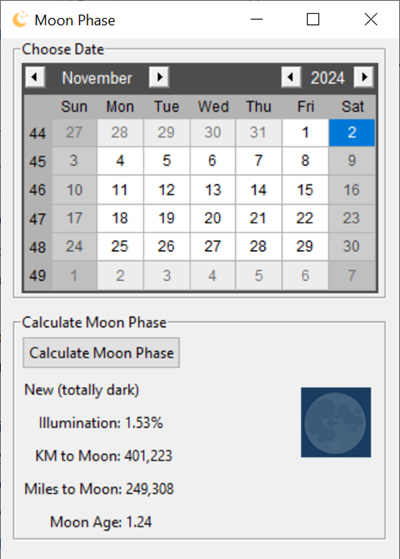 Moon Phase
Choose Date
November 2024
Sun Mon Tue Wed Thu Fri Sat
44 27 28 29 30 31 1 2
45 3 4 5 6 7 8 9
46 10 11 12 13 14 15 16
47 17 18 19 20 21 22 23
48 24 25 26 27 28 29 30
49 1 2 3 4 5 6 7
Calculate Moon Phase
Calculate Moon Phase
New (totally dark)
Illumination: 1.53%
KM to Moon: 401,223
Miles to Moon: 249,308
Moon Age: 1.24